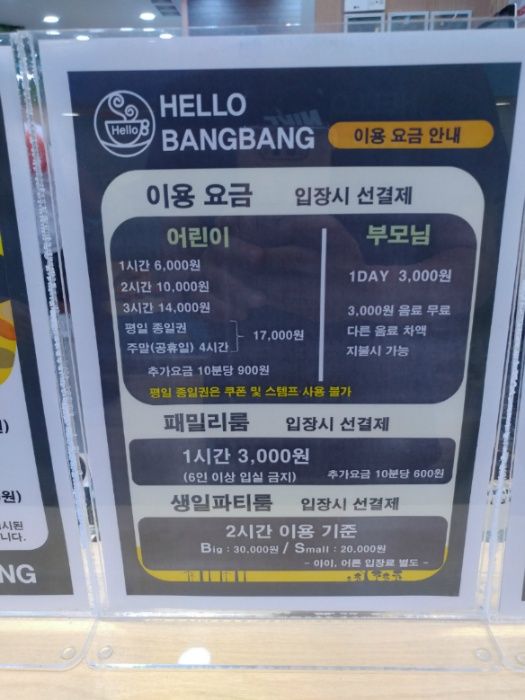 HELLO
BANGBANG
Hello
이용 요금 안내
이용 요금 입장시 선결제
어린이
1시간 6,000원
2시간 10,000원
3시간 14,000원
평일 종일권
주말(공휴일) 4시간
17,000원
추가요금 10분당 900원
부모님
1DAY 3,000원
3,000원 음료 무료
다른 음료 차액
지불시 가능
평일 종일권은 쿠폰 및 스템프 사용 불가
패밀리룸 입장시 선결제
1시간 3,000원
(6인 이상 입실 금지) 추가요금 10분당 600원
생일파티룸 입장시 선결제
2시간 이용 기준
Big : 30.000원 / Small : 20.000원
- 아이, 어른 입장료 별도 -
원)
니다.
NG